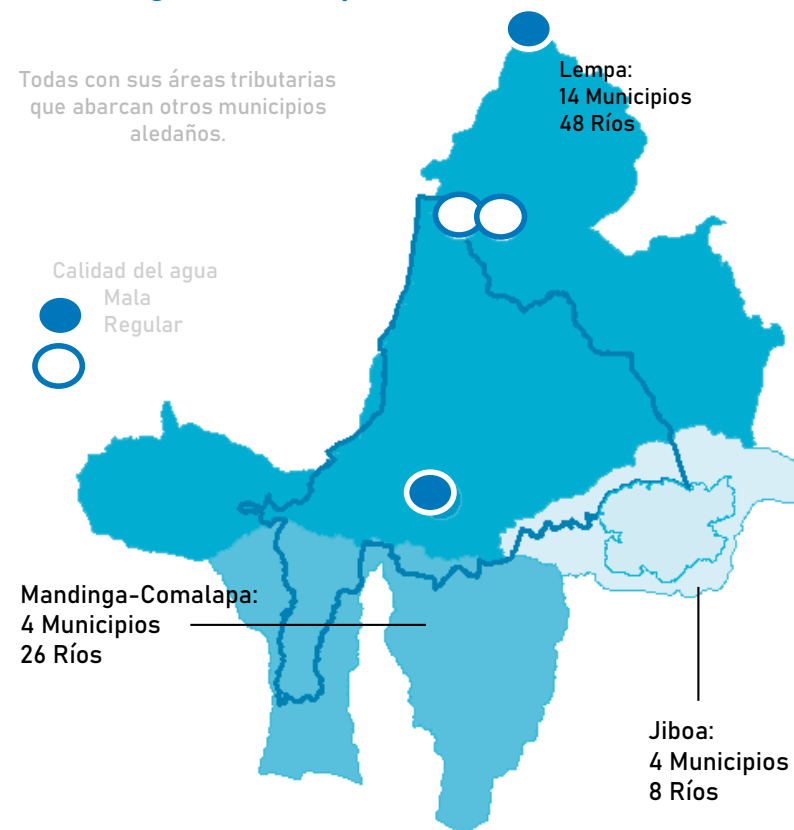 Todas con sus áreas tributarias
que abarcan otros municipios
aledaños.
Lempa:
14 Municipios
48 Ríos
Calidad del agua
Mala
Regular
Mandinga-Comalapa:
4 Municipios
26 Ríos
Jiboa:
4 Municipios
8 Ríos